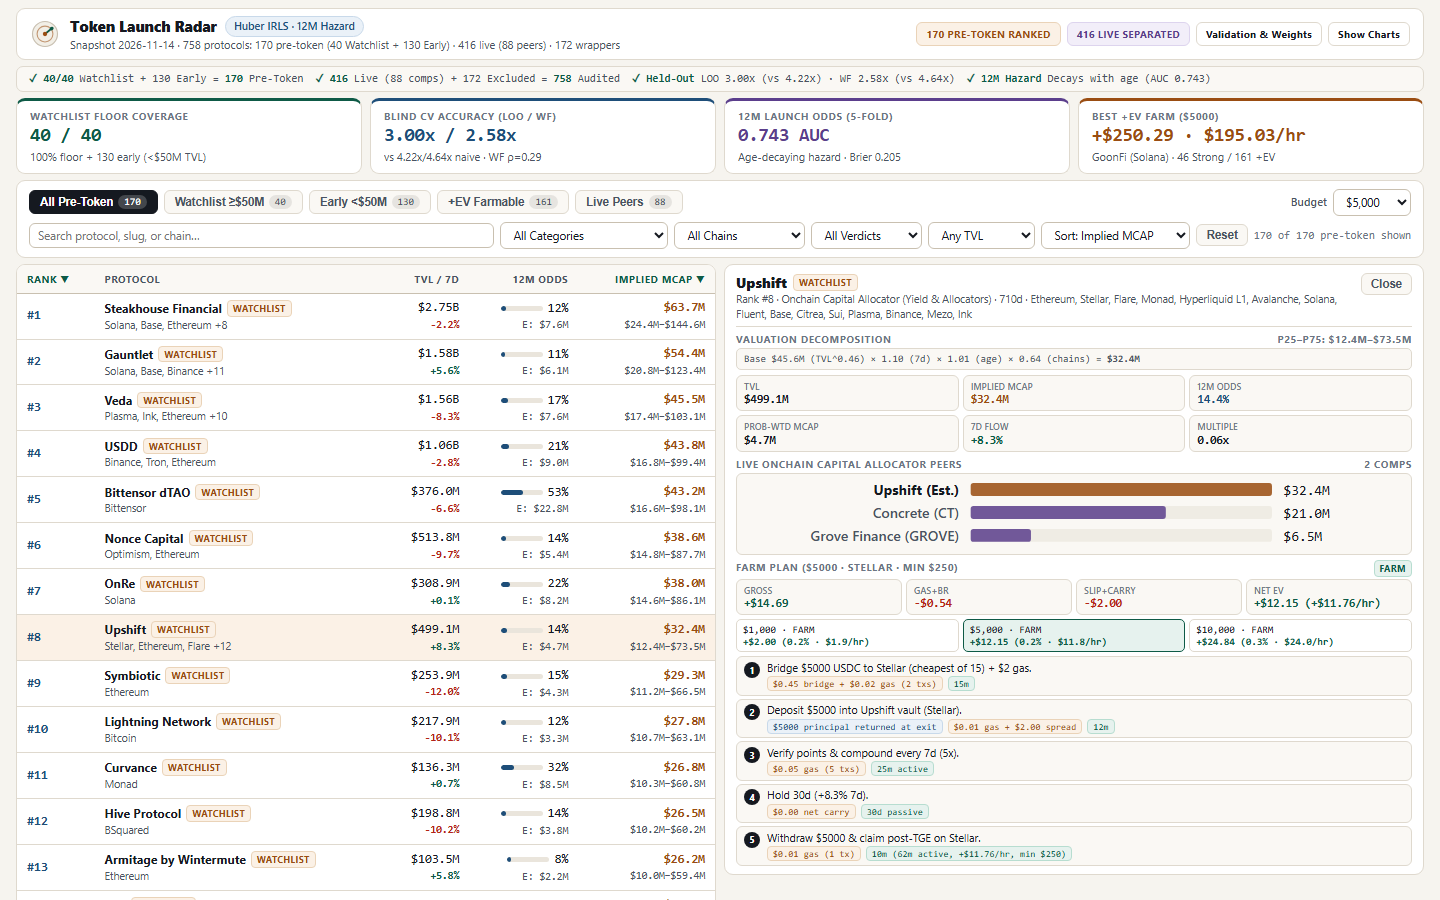 Token Launch Radar
Huber IRLS · 12M Hazard
Snapshot 2026-11-14 · 758 protocols: 170 pre-token (40 Watchlist + 130 Early) · 416 live (88 peers) · 172 wrappers
170 PRE-TOKEN RANKED
416 LIVE SEPARATED
Validation & Weights
Show Charts
✓ 40/40 Watchlist + 130 Early = 170 Pre-Token ✓ 416 Live (88 comps) + 172 Excluded = 758 Audited ✓ Held-Out LOO 3.00x (vs 4.22x) · WF 2.58x (vs 4.64x) ✓ 12M Hazard Decays with age (AUC 0.743)
WATCHLIST FLOOR COVERAGE
40 / 40
100% floor + 130 early (<$50M TVL)
BLIND CV ACCURACY (LOO / WF)
3.00x / 2.58x
vs 4.22x/4.64x naive · WF ρ=0.29
12M LAUNCH ODDS (5-FOLD)
0.743 AUC
Age-decaying hazard · Brier 0.205
BEST +EV FARM ($5000)
+$250.29 · $195.03/hr
GoonFi (Solana) · 46 Strong / 161 +EV
All Pre-Token 170
Watchlist ≥$50M 40
Early <$50M 130
+EV Farmable 161
Live Peers 88
Budget
$5,000
Search protocol, slug, or chain...
All Categories
All Chains
All Verdicts
Any TVL
Sort: Implied MCAP
Reset
170 of 170 pre-token shown
RANK ▼ PROTOCOL TVL / 7D 12M ODDS IMPLIED MCAP ▼
#1 Steakhouse Financial WATCHLIST $2.75B 12% $63.7M
Solana, Base, Ethereum +8 -2.2% E: $7.6M $24.4M–$144.6M
#2 Gauntlet WATCHLIST $1.58B 11% $54.4M
Solana, Base, Binance +11 +5.6% E: $6.1M $20.8M–$123.4M
#3 Veda WATCHLIST $1.56B 17% $45.5M
Plasma, Ink, Ethereum +10 -8.3% E: $7.6M $17.4M–$103.1M
#4 USDD WATCHLIST $1.06B 21% $43.8M
Binance, Tron, Ethereum -2.8% E: $9.0M $16.8M–$99.4M
#5 Bittensor dTAO WATCHLIST $376.0M 53% $43.2M
Bittensor -6.6% E: $22.8M $16.6M–$98.1M
#6 Nonce Capital WATCHLIST $513.8M 14% $38.6M
Optimism, Ethereum -9.7% E: $5.4M $14.8M–$87.7M
#7 OnRe WATCHLIST $308.9M 22% $38.0M
Solana +0.1% E: $8.2M $14.6M–$86.1M
#8 Upshift WATCHLIST $499.1M 14% $32.4M
Stellar, Ethereum, Flare +12 +8.3% E: $4.7M $12.4M–$73.5M
#9 Symbiotic WATCHLIST $253.9M 15% $29.3M
Ethereum -12.0% E: $4.3M $11.2M–$66.5M
#10 Lightning Network WATCHLIST $217.9M 12% $27.8M
Bitcoin -10.1% E: $3.3M $10.7M–$63.1M
#11 Curvance WATCHLIST $136.3M 32% $26.8M
Monad +0.7% E: $8.5M $10.3M–$60.8M
#12 Hive Protocol WATCHLIST $198.8M 14% $26.5M
BSquared -10.2% E: $3.8M $10.2M–$60.2M
#13 Armitage by Wintermute WATCHLIST $103.5M 8% $26.2M
Ethereum +5.8% E: $2.2M $10.0M–$59.4M
Upshift WATCHLIST
Close
Rank #8 · Onchain Capital Allocator (Yield & Allocators) · 710d · Ethereum, Stellar, Flare, Monad, Hyperliquid L1, Avalanche, Solana,
Fluent, Base, Citrea, Sui, Plasma, Binance, Mezo, Ink
VALUATION DECOMPOSITION P25–P75: $12.4M–$73.5M
Base $45.6M (TVL^0.46) × 1.10 (7d) × 1.01 (age) × 0.64 (chains) = $32.4M
TVL
$499.1M
IMPLIED MCAP
$32.4M
12M ODDS
14.4%
PROB-WTD MCAP
$4.7M
7D FLOW
+8.3%
MULTIPLE
0.06x
LIVE ONCHAIN CAPITAL ALLOCATOR PEERS 2 COMPS
Upshift (Est.) $32.4M
Concrete (CT) $21.0M
Grove Finance (GROVE) $6.5M
FARM PLAN ($5000 · STELLAR · MIN $250) FARM
GROSS
+$14.69
GAS+BR
-$0.54
SLIP+CARRY
-$2.00
NET EV
+$12.15 (+$11.76/hr)
$1,000 · FARM
+$2.00 (0.2% · $1.9/hr)
$5,000 · FARM
+$12.15 (0.2% · $11.8/hr)
$10,000 · FARM
+$24.84 (0.3% · $24.0/hr)
1 Bridge $5000 USDC to Stellar (cheapest of 15) + $2 gas.
$0.45 bridge + $0.02 gas (2 txs) 15m
2 Deposit $5000 into Upshift vault (Stellar).
$5000 principal returned at exit $0.01 gas + $2.00 spread 12m
3 Verify points & compound every 7d (5x).
$0.05 gas (5 txs) 25m active
4 Hold 30d (+8.3% 7d).
$0.00 net carry 30d passive
5 Withdraw $5000 & claim post-TGE on Stellar.
$0.01 gas (1 tx) 10m (62m active, +$11.76/hr, min $250)